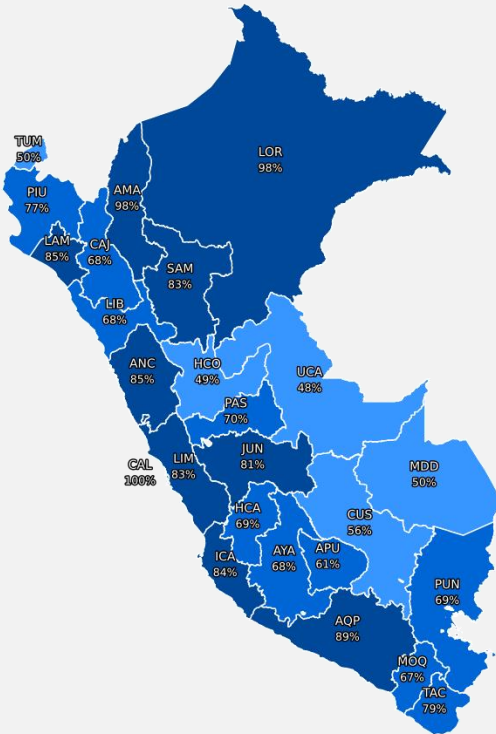 TUM
50%
LOR
98%
PIU
77%
AMA
98%
LAM
85%
CAJ
68%
SAM
83%
LIB
68%
ANC
85%
HCO
49%
UCA
48%
PAS
70%
CAL
100%
LIM
83%
JUN
81%
MDD
50%
HCA
69%
CUS
56%
ICA
84%
AYA
68%
APU
61%
PUN
69%
AQP
89%
MOQ
67%
TAC
79%